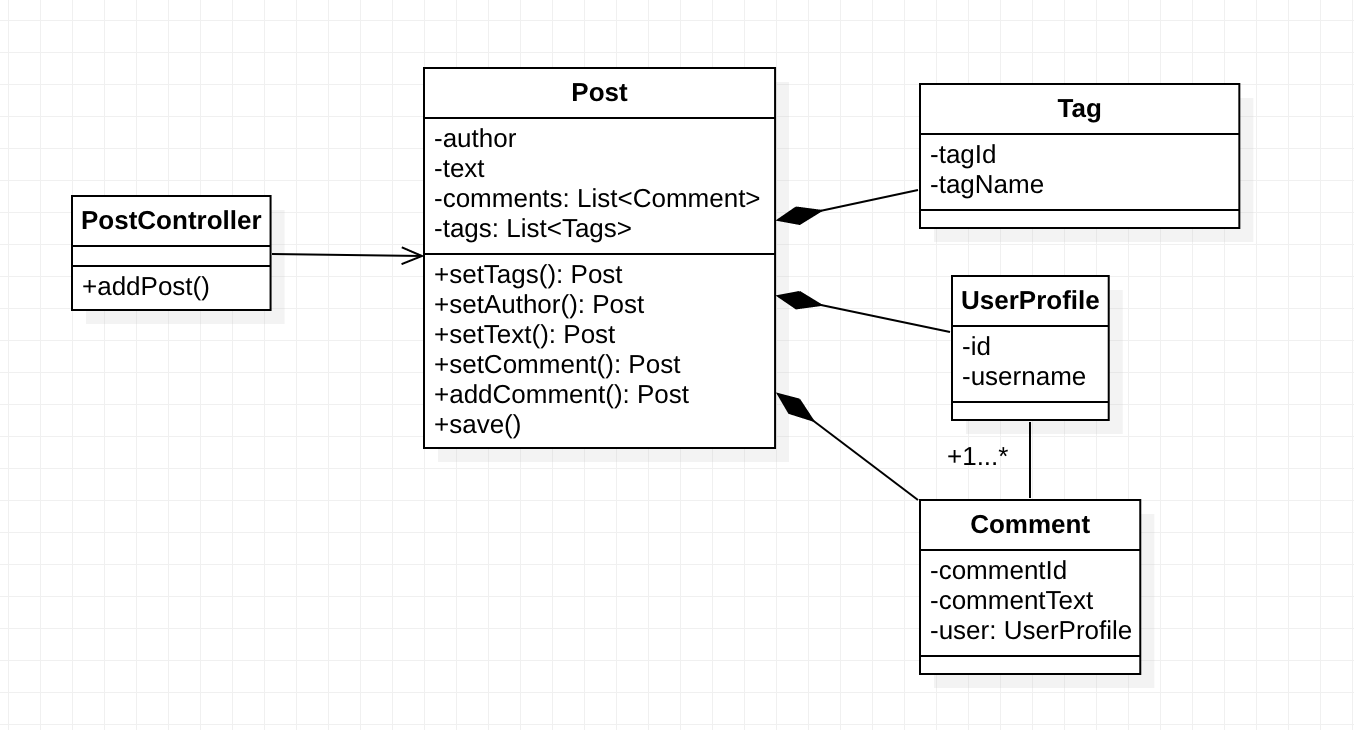 PostController
+addPost()
Post
-author
-text
-comments: List<Comment>
-tags: List<Tags>
+setTags(): Post
+setAuthor(): Post
+setText(): Post
+setComment(): Post
+addComment(): Post
+save()
Tag
-tagId
-tagName
UserProfile
-id
-username
+1...*
Comment
-commentId
-commentText
-user: UserProfile